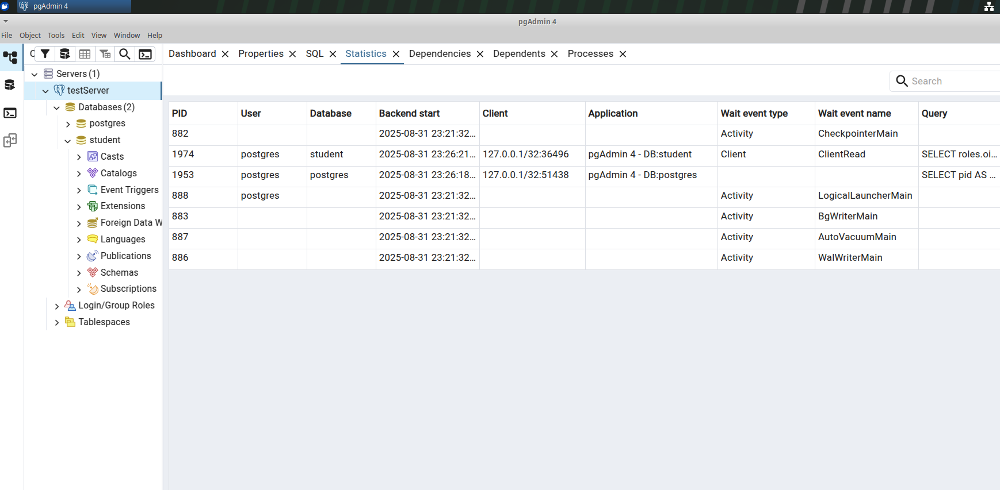 pgAdmin 4
pgAdmin 4
File Object Tools Edit View Window Help
Dashboard Properties SQL Statistics Dependencies Dependents Processes
Servers (1)
testServer
Databases (2)
postgres
student
Casts
Catalogs
Event Triggers
Extensions
Foreign Data W
Languages
Publications
Schemas
Subscriptions
Login/Group Roles
Tablespaces
Search
PID User Database Backend start Client Application Wait event type Wait event name Query
882 2025-08-31 23:21:32... Activity CheckpointerMain
1974 postgres student 2025-08-31 23:26:21... 127.0.0.1/32:36496 pgAdmin 4 - DB:student Client ClientRead SELECT roles.oi...
1953 postgres postgres 2025-08-31 23:26:18... 127.0.0.1/32:51438 pgAdmin 4 - DB:postgres SELECT pid AS ...
888 postgres 2025-08-31 23:21:32... Activity LogicalLauncherMain
883 2025-08-31 23:21:32... Activity BgWriterMain
887 2025-08-31 23:21:32... Activity AutoVacuumMain
886 2025-08-31 23:21:32... Activity WalWriterMain